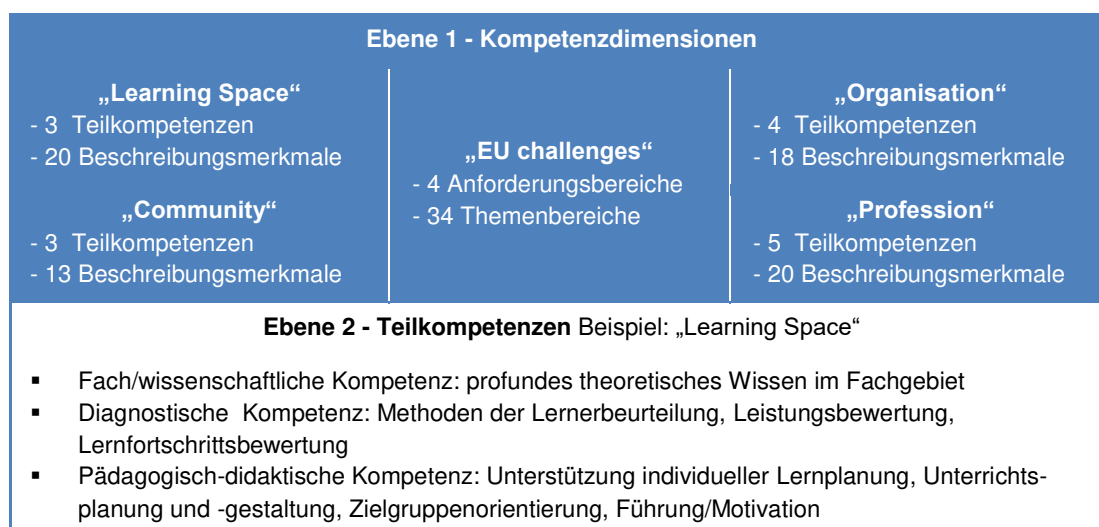 Ebene 1 - Kompetenzdimensionen
„Learning Space“
- 3 Teilkompetenzen
- 20 Beschreibungsmerkmale
„Community“
- 3 Teilkompetenzen
- 13 Beschreibungsmerkmale
„EU challenges“
- 4 Anforderungsbereiche
- 34 Themenbereiche
„Organisation“
- 4 Teilkompetenzen
- 18 Beschreibungsmerkmale
„Profession“
- 5 Teilkompetenzen
- 20 Beschreibungsmerkmale
Ebene 2 - Teilkompetenzen Beispiel: „Learning Space“
▪ Fach/wissenschaftliche Kompetenz: profundes theoretisches Wissen im Fachgebiet
▪ Diagnostische Kompetenz: Methoden der Lernerbeurteilung, Leistungsbewertung,
Lernfortschrittsbewertung
▪ Pädagogisch-didaktische Kompetenz: Unterstützung individueller Lernplanung, Unterrichts-
planung und -gestaltung, Zielgruppenorientierung, Führung/Motivation